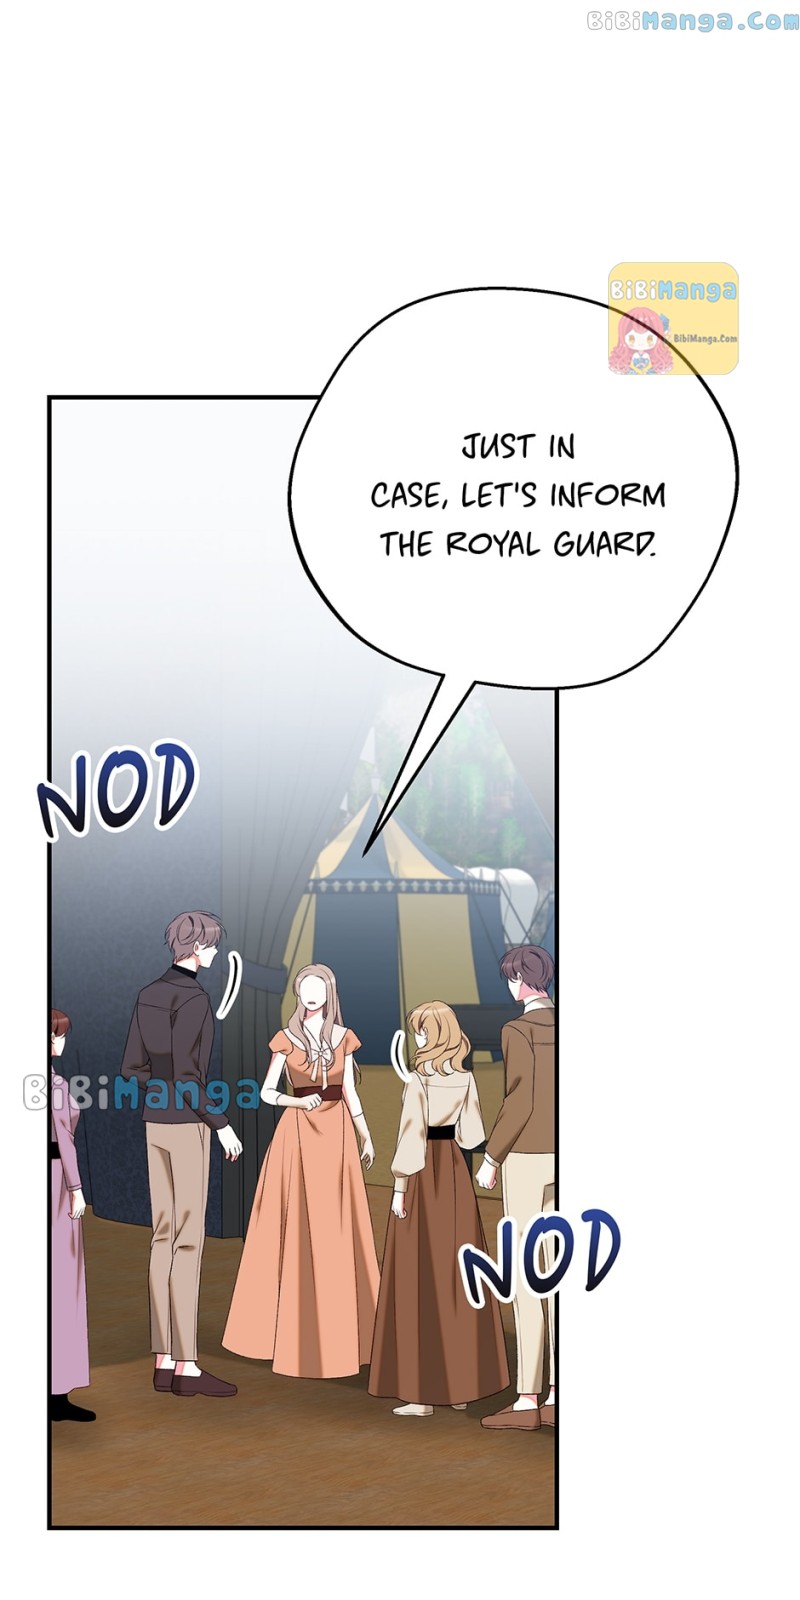 BiBiManga.Com
BiBiManga
BibiManga.Com
JUST IN
CASE, LET'S INFORM
THE ROYAL GUARD.
NOD
BiBiManga
NOD